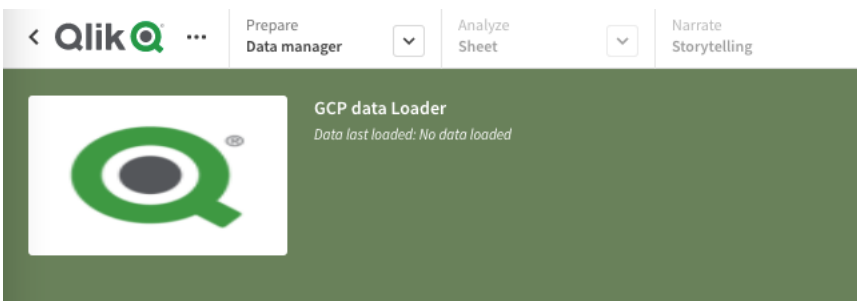 Qlik
...
Prepare
Data manager
Analyze
Sheet
Narrate
Storytelling
GCP data Loader
Data last loaded: No data loaded
®